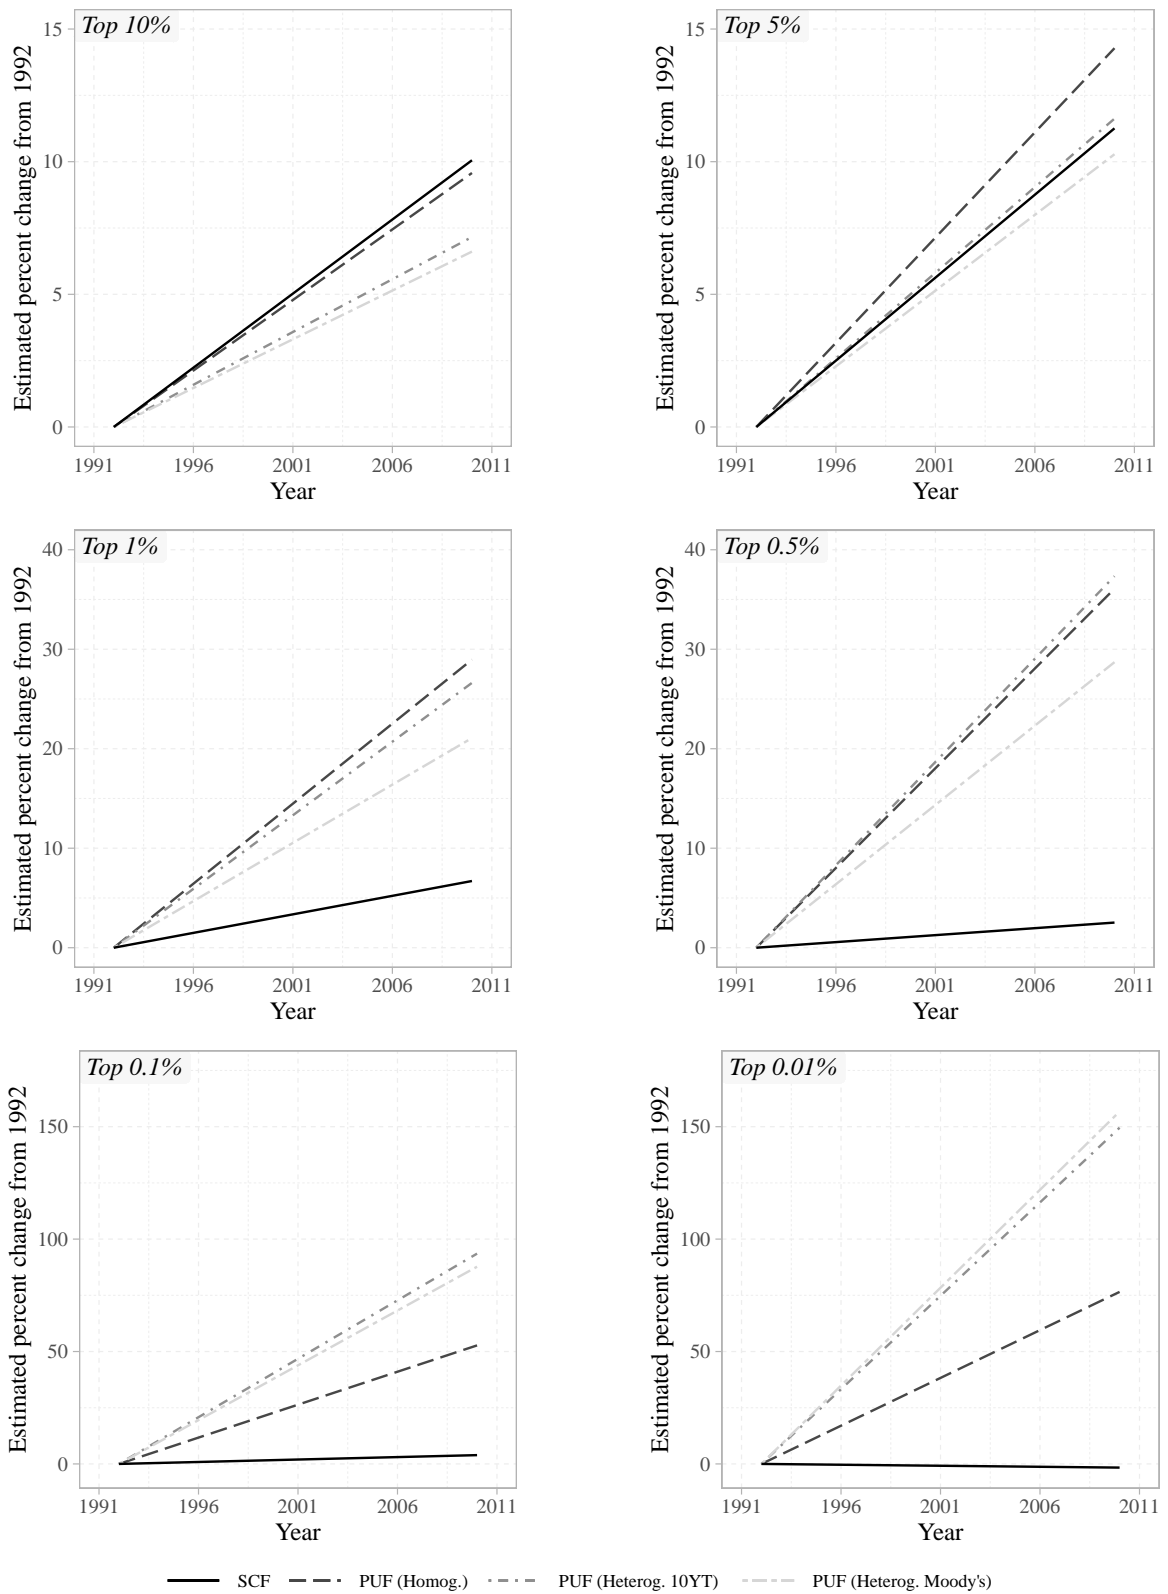 Top 10%
Estimated percent change from 1992
15
10
5
0
1991 1996 2001 2006 2011
Year
Top 5%
Estimated percent change from 1992
15
10
5
0
1991 1996 2001 2006 2011
Year
Top 1%
Estimated percent change from 1992
40
30
20
10
0
1991 1996 2001 2006 2011
Year
Top 0.5%
Estimated percent change from 1992
40
30
20
10
0
1991 1996 2001 2006 2011
Year
Top 0.1%
Estimated percent change from 1992
150
100
50
0
1991 1996 2001 2006 2011
Year
Top 0.01%
Estimated percent change from 1992
150
100
50
0
1991 1996 2001 2006 2011
Year
SCF PUF (Homog.) PUF (Heterog. 10YT) PUF (Heterog. Moody's)